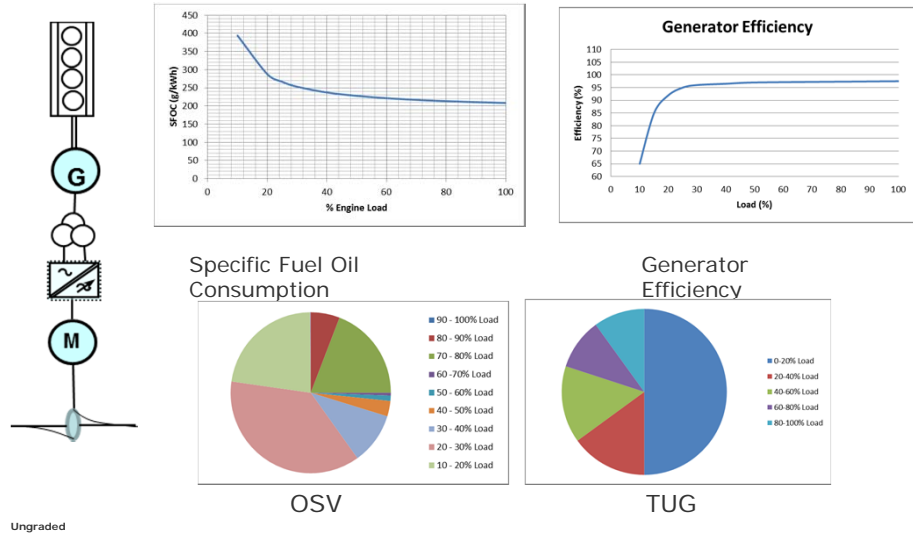 450
400
350
300
250
200
150
100
50
0
SFOC (g/kWh)
0 20 40 60 80 100
% Engine Load
Generator Efficiency
110
105
100
95
90
85
80
75
70
65
60
Efficiency (%)
0 10 20 30 40 50 60 70 80 90 100
Load (%)
G
M
Specific Fuel Oil
Consumption
Generator
Efficiency
90 - 100% Load
80 - 90% Load
70 - 80% Load
60 -70% Load
50 - 60% Load
40 - 50% Load
30 - 40% Load
20 - 30% Load
10 - 20% Load
0-20% Load
20-40% Load
40-60% Load
60-80% Load
80-100% Load
OSV
TUG
Ungraded